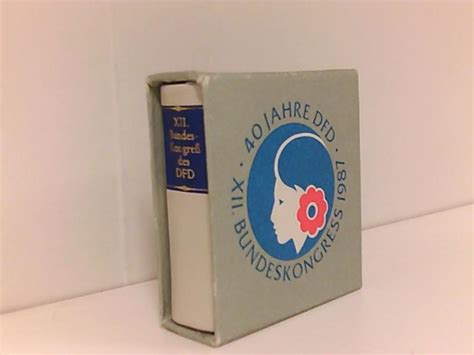 XII.
Bundes-
Kongreß
des
DFD
· 40 JAHRE DFD ·
XII. BUNDESKONGRESS 1987